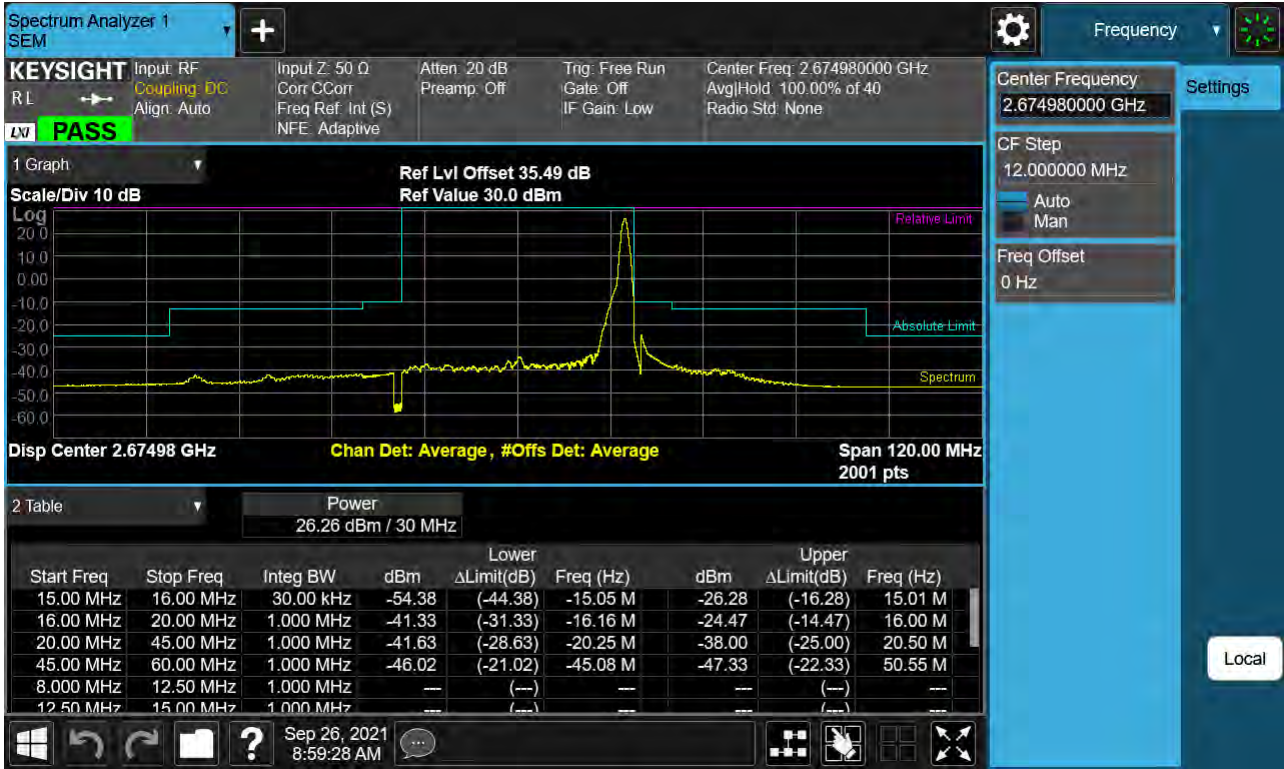 Spectrum Analyzer 1
SEM
Frequency
KEYSIGHT
R L
LXI
PASS
Input: RF
Coupling: DC
Align: Auto
Input Z: 50 Ω
Corr CCorr
Freq Ref: Int (S)
NFE: Adaptive
Atten: 20 dB
Preamp: Off
Trig: Free Run
Gate: Off
IF Gain: Low
Center Freq: 2.674980000 GHz
Avg|Hold: 100.00% of 40
Radio Std: None
Center Frequency
2.674980000 GHz
CF Step
12.000000 MHz
Auto
Man
Freq Offset
0 Hz
Settings
Local
1 Graph
Scale/Div 10 dB
Ref Lvl Offset 35.49 dB
Ref Value 30.0 dBm
Log
20.0
10.0
0.00
-10.0
-20.0
-30.0
-40.0
-50.0
-60.0
Relative Limit
Absolute Limit
Spectrum
Disp Center 2.67498 GHz
Chan Det: Average , #Offs Det: Average
Span 120.00 MHz
2001 pts
2 Table
Power
26.26 dBm / 30 MHz
Lower Upper
Start Freq Stop Freq Integ BW dBm ΔLimit(dB) Freq (Hz) dBm ΔLimit(dB) Freq (Hz)
15.00 MHz 16.00 MHz 30.00 kHz -54.38 (-44.38) -15.05 M -26.28 (-16.28) 15.01 M
16.00 MHz 20.00 MHz 1.000 MHz -41.33 (-31.33) -16.16 M -24.47 (-14.47) 16.00 M
20.00 MHz 45.00 MHz 1.000 MHz -41.63 (-28.63) -20.25 M -38.00 (-25.00) 20.50 M
45.00 MHz 60.00 MHz 1.000 MHz -46.02 (-21.02) -45.08 M -47.33 (-22.33) 50.55 M
8.000 MHz 12.50 MHz 1.000 MHz --- (---) --- --- (---) ---
12.50 MHz 15.00 MHz 1.000 MHz --- (---) --- --- (---) ---
?
Sep 26, 2021
8:59:28 AM